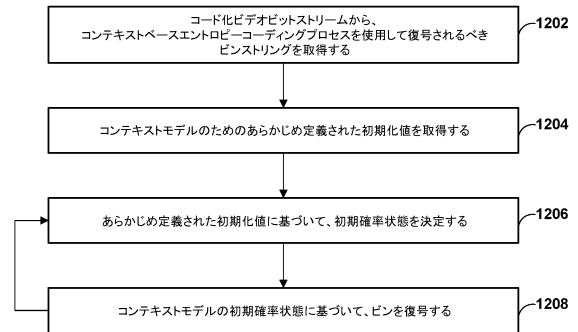 コード化ビデオビットストリームから、
コンテキストベースエントロピーコーディングプロセスを使用して復号されるべき
ビンストリングを取得する
1202
コンテキストモデルのためのあらかじめ定義された初期化値を取得する
1204
あらかじめ定義された初期化値に基づいて、初期確率状態を決定する
1206
コンテキストモデルの初期確率状態に基づいて、ビンを復号する
1208